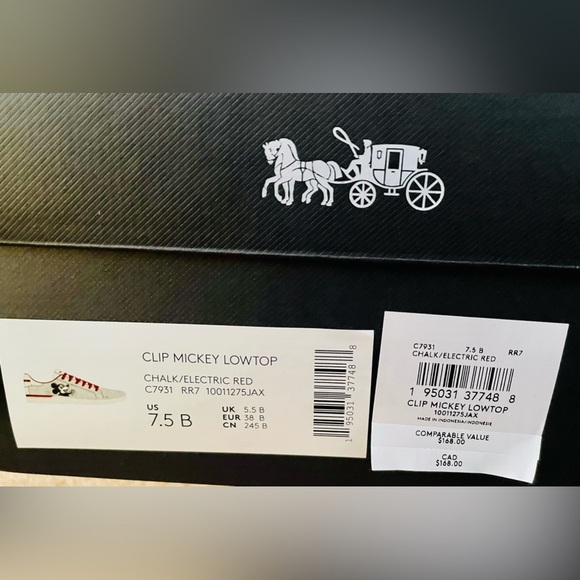 CLIP MICKEY LOWTOP
CHALK/ELECTRIC RED
C7931 RR7 10011275JAX
US 7.5 B
UK 5.5 B
EUR 38 B
CN 245 B
1 95031 37748 8
C7931 7.5 B RR7
CHALK/ELECTRIC RED
1 95031 37748 8
CLIP MICKEY LOWTOP
10011275JAX
MADE IN INDONESIA/INDONESIE
COMPARABLE VALUE
$168.00
CAD
$168.00